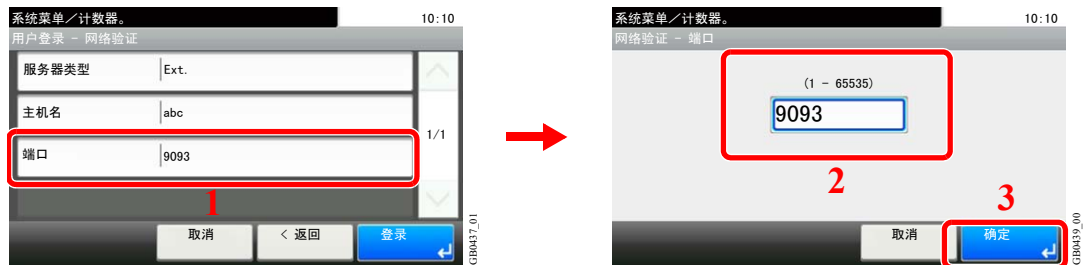 系统菜单／计数器。
10:10
用户登录 - 网络验证
服务器类型 Ext.
主机名 abc
1/1
端口 9093
1
取消 < 返回 登录
GB0437_01
系统菜单／计数器。
10:10
网络验证 - 端口
(1 - 65535)
9093
2
3
取消 确定
GB0439_00